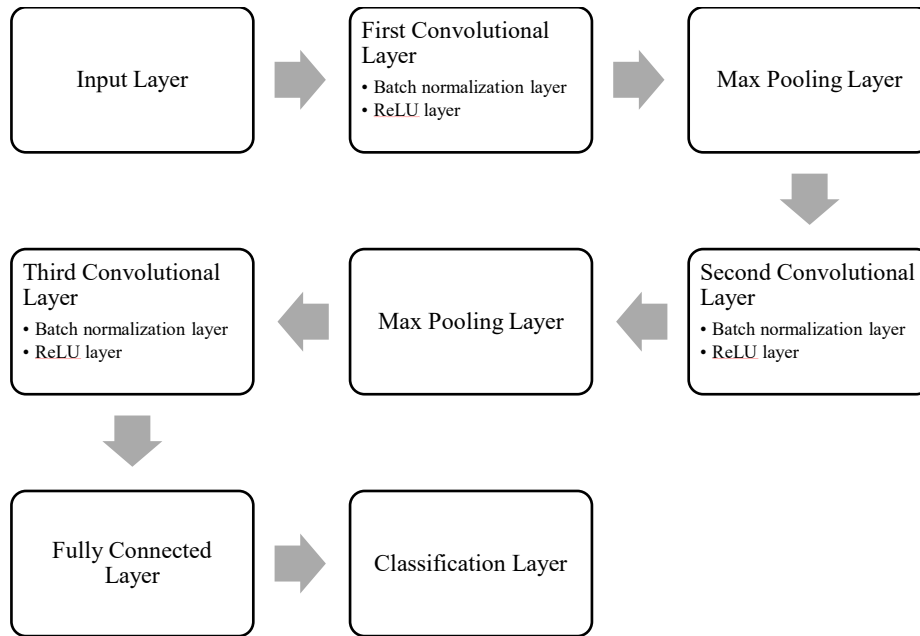 Input Layer
First Convolutional
Layer
• Batch normalization layer
• ReLU layer
Max Pooling Layer
Second Convolutional
Layer
• Batch normalization layer
• ReLU layer
Max Pooling Layer
Third Convolutional
Layer
• Batch normalization layer
• ReLU layer
Fully Connected
Layer
Classification Layer